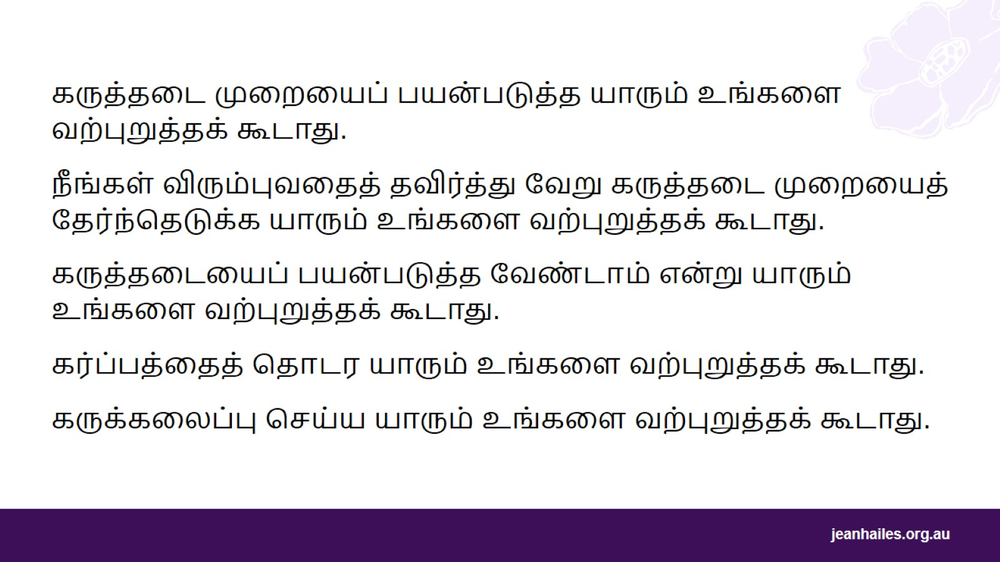 கருத்தடை முறையைப் பயன்படுத்த யாரும் உங்களை
வற்புறுத்தக் கூடாது.
நீங்கள் விரும்புவதைத் தவிர்த்து வேறு கருத்தடை முறையைத்
தேர்ந்தெடுக்க யாரும் உங்களை வற்புறுத்தக் கூடாது.
கருத்தடையைப் பயன்படுத்த வேண்டாம் என்று யாரும்
உங்களை வற்புறுத்தக் கூடாது.
கர்ப்பத்தைத் தொடர யாரும் உங்களை வற்புறுத்தக் கூடாது.
கருக்கலைப்பு செய்ய யாரும் உங்களை வற்புறுத்தக் கூடாது.
jeanhailes.org.au